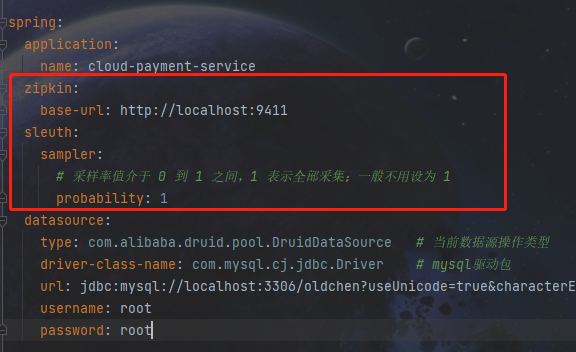 spring:
application:
name: cloud-payment-service
zipkin:
base-url: http://localhost:9411
sleuth:
sampler:
# 采样率值介于 0 到 1 之间，1 表示全部采集；一般不用设为 1
probability: 1
datasource:
type: com.alibaba.druid.pool.DruidDataSource # 当前数据源操作类型
driver-class-name: com.mysql.cj.jdbc.Driver # mysql驱动包
url: jdbc:mysql://localhost:3306/oldchen?useUnicode=true&characterE
username: root
password: root